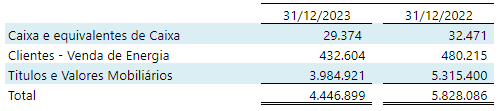 31/12/2023 31/12/2022
Caixa e equivalentes de Caixa 29.374 32.471
Clientes - Venda de Energia 432.604 480.215
Titulos e Valores Mobiliários 3.984.921 5.315.400
Total 4.446.899 5.828.086